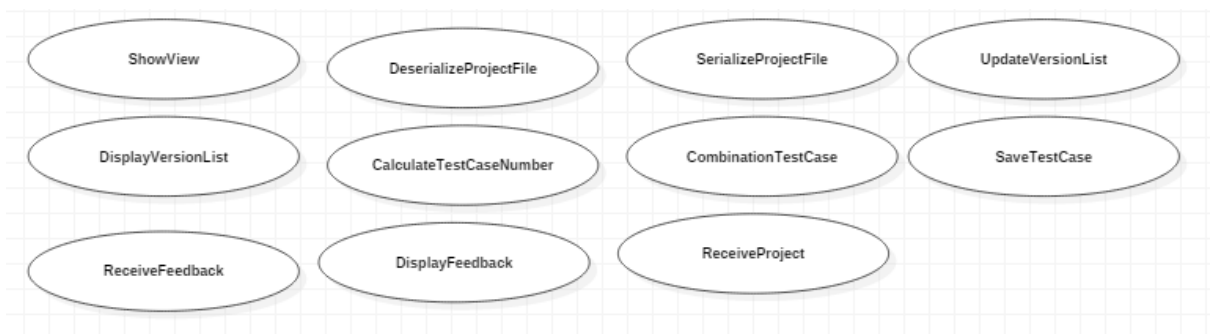 ShowView
DeserializeProjectFile
SerializeProjectFile
UpdateVersionList
DisplayVersionList
CalculateTestCaseNumber
CombinationTestCase
SaveTestCase
ReceiveFeedback
DisplayFeedback
ReceiveProject